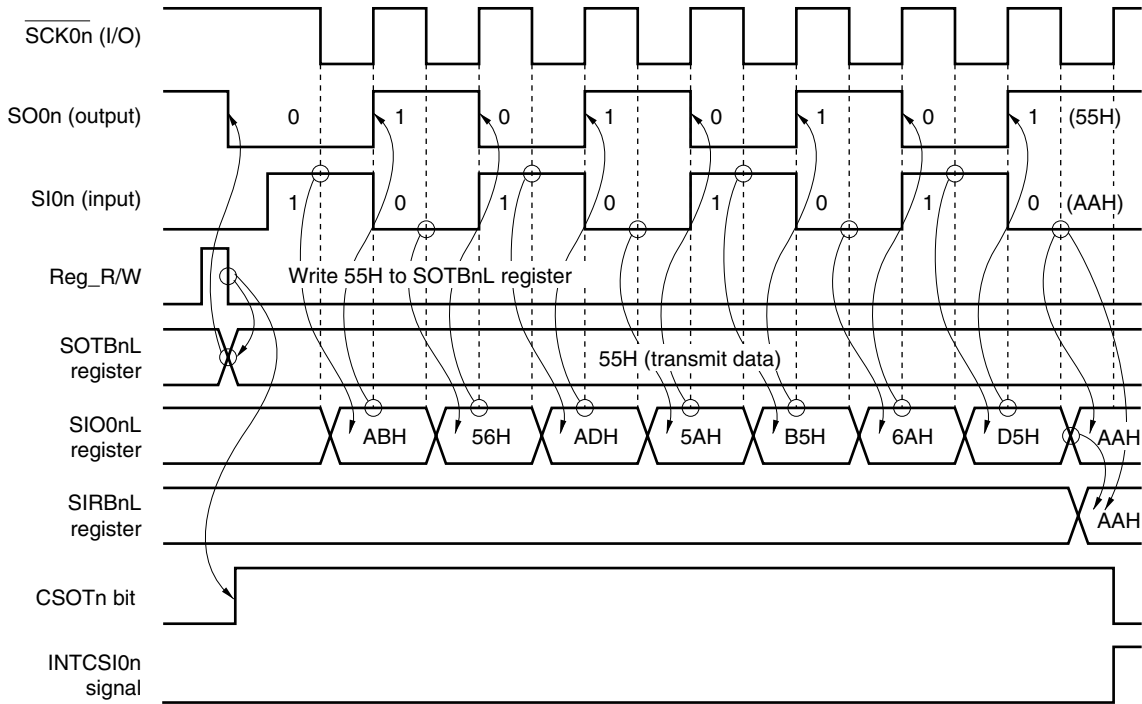 SCK0n (I/O)
SO0n (output) 0 1 0 1 0 1 0 1 (55H)
SI0n (input) 1 0 1 0 1 0 1 0 (AAH)
Reg_R/W Write 55H to SOTBnL register
SOTBnL
register
55H (transmit data)
SIO0nL
register
ABH 56H ADH 5AH B5H 6AH D5H AAH
SIRBnL
register
AAH
CSOTn bit
INTCSI0n
signal